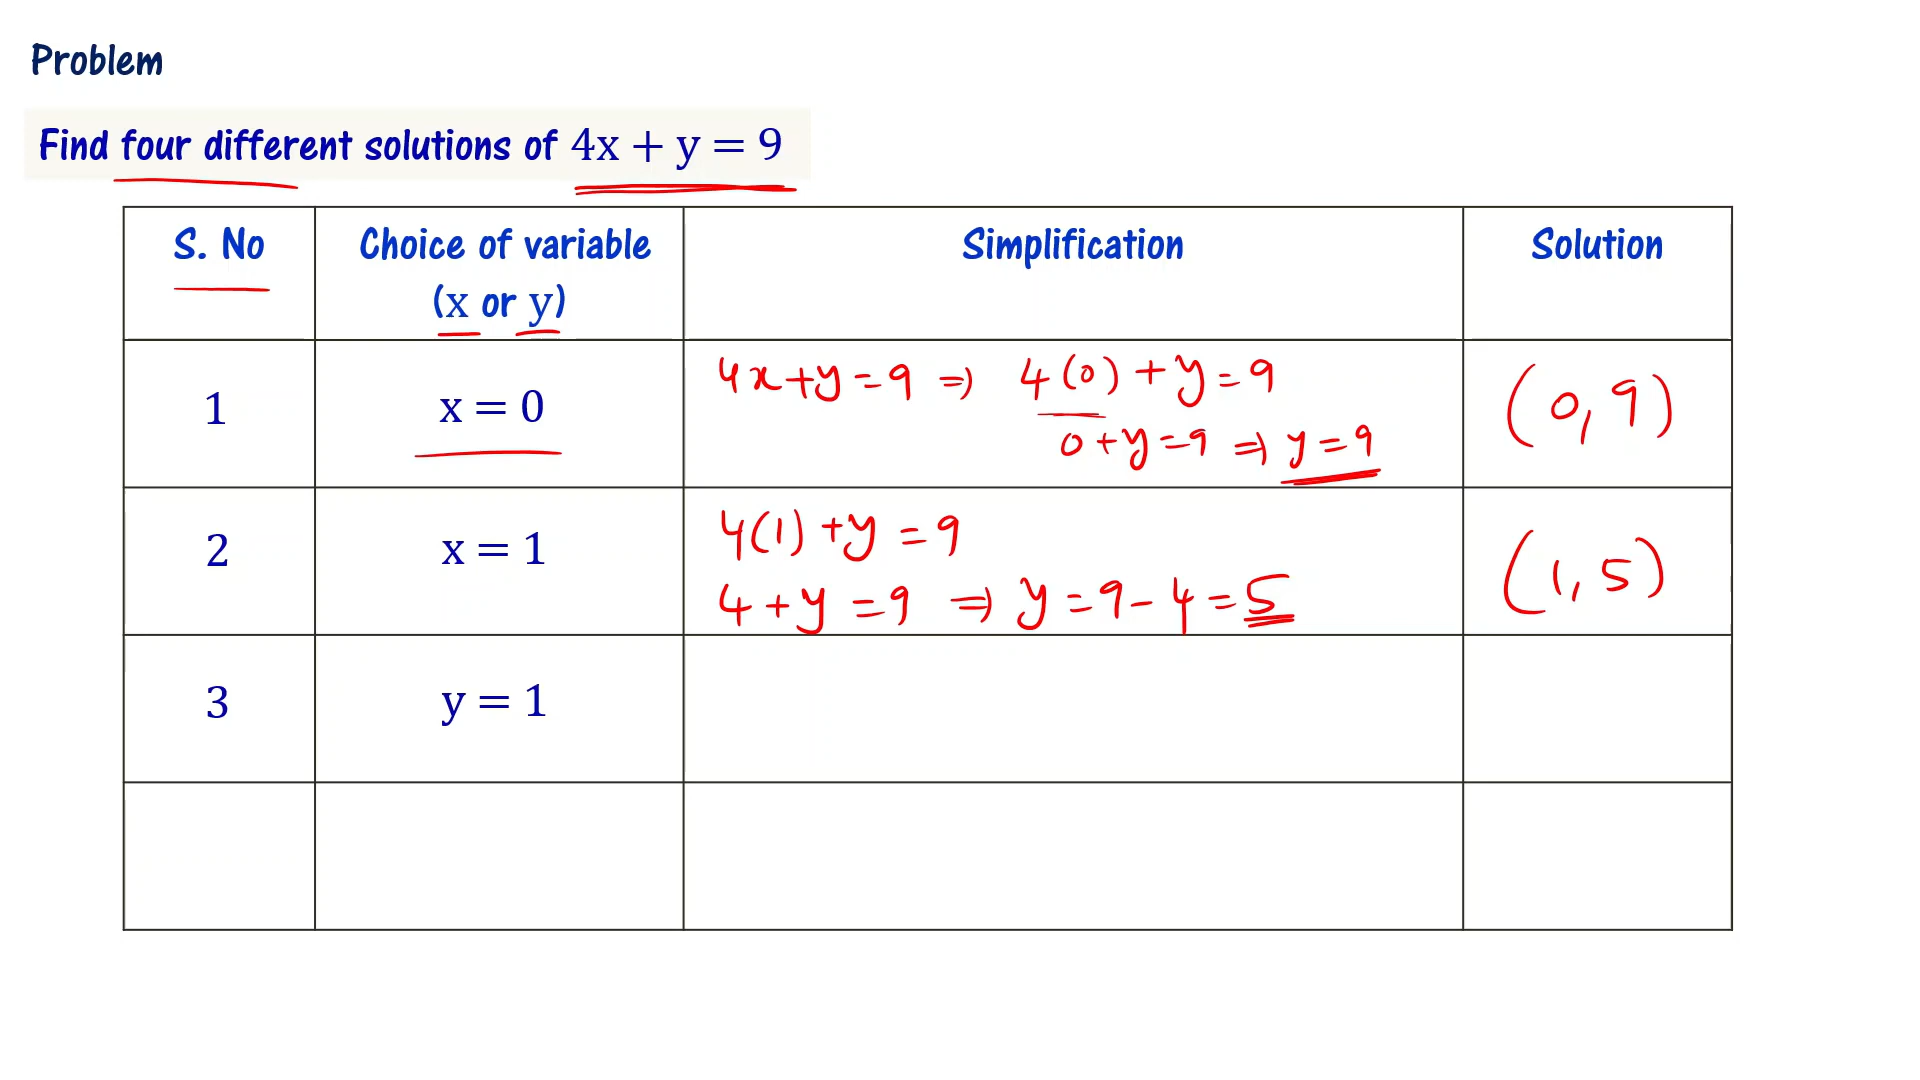 Problem
Find four different solutions of 4x + y = 9
S. No
Choice of variable
(x or y)
Simplification
Solution
1
x = 0
4x+y=9 ⇒ 4(0)+y=9
0+y=9 ⇒ y=9
(0,9)
2
x = 1
4(1)+y=9
4+y=9 ⇒ y=9-4=5
(1,5)
3
y = 1